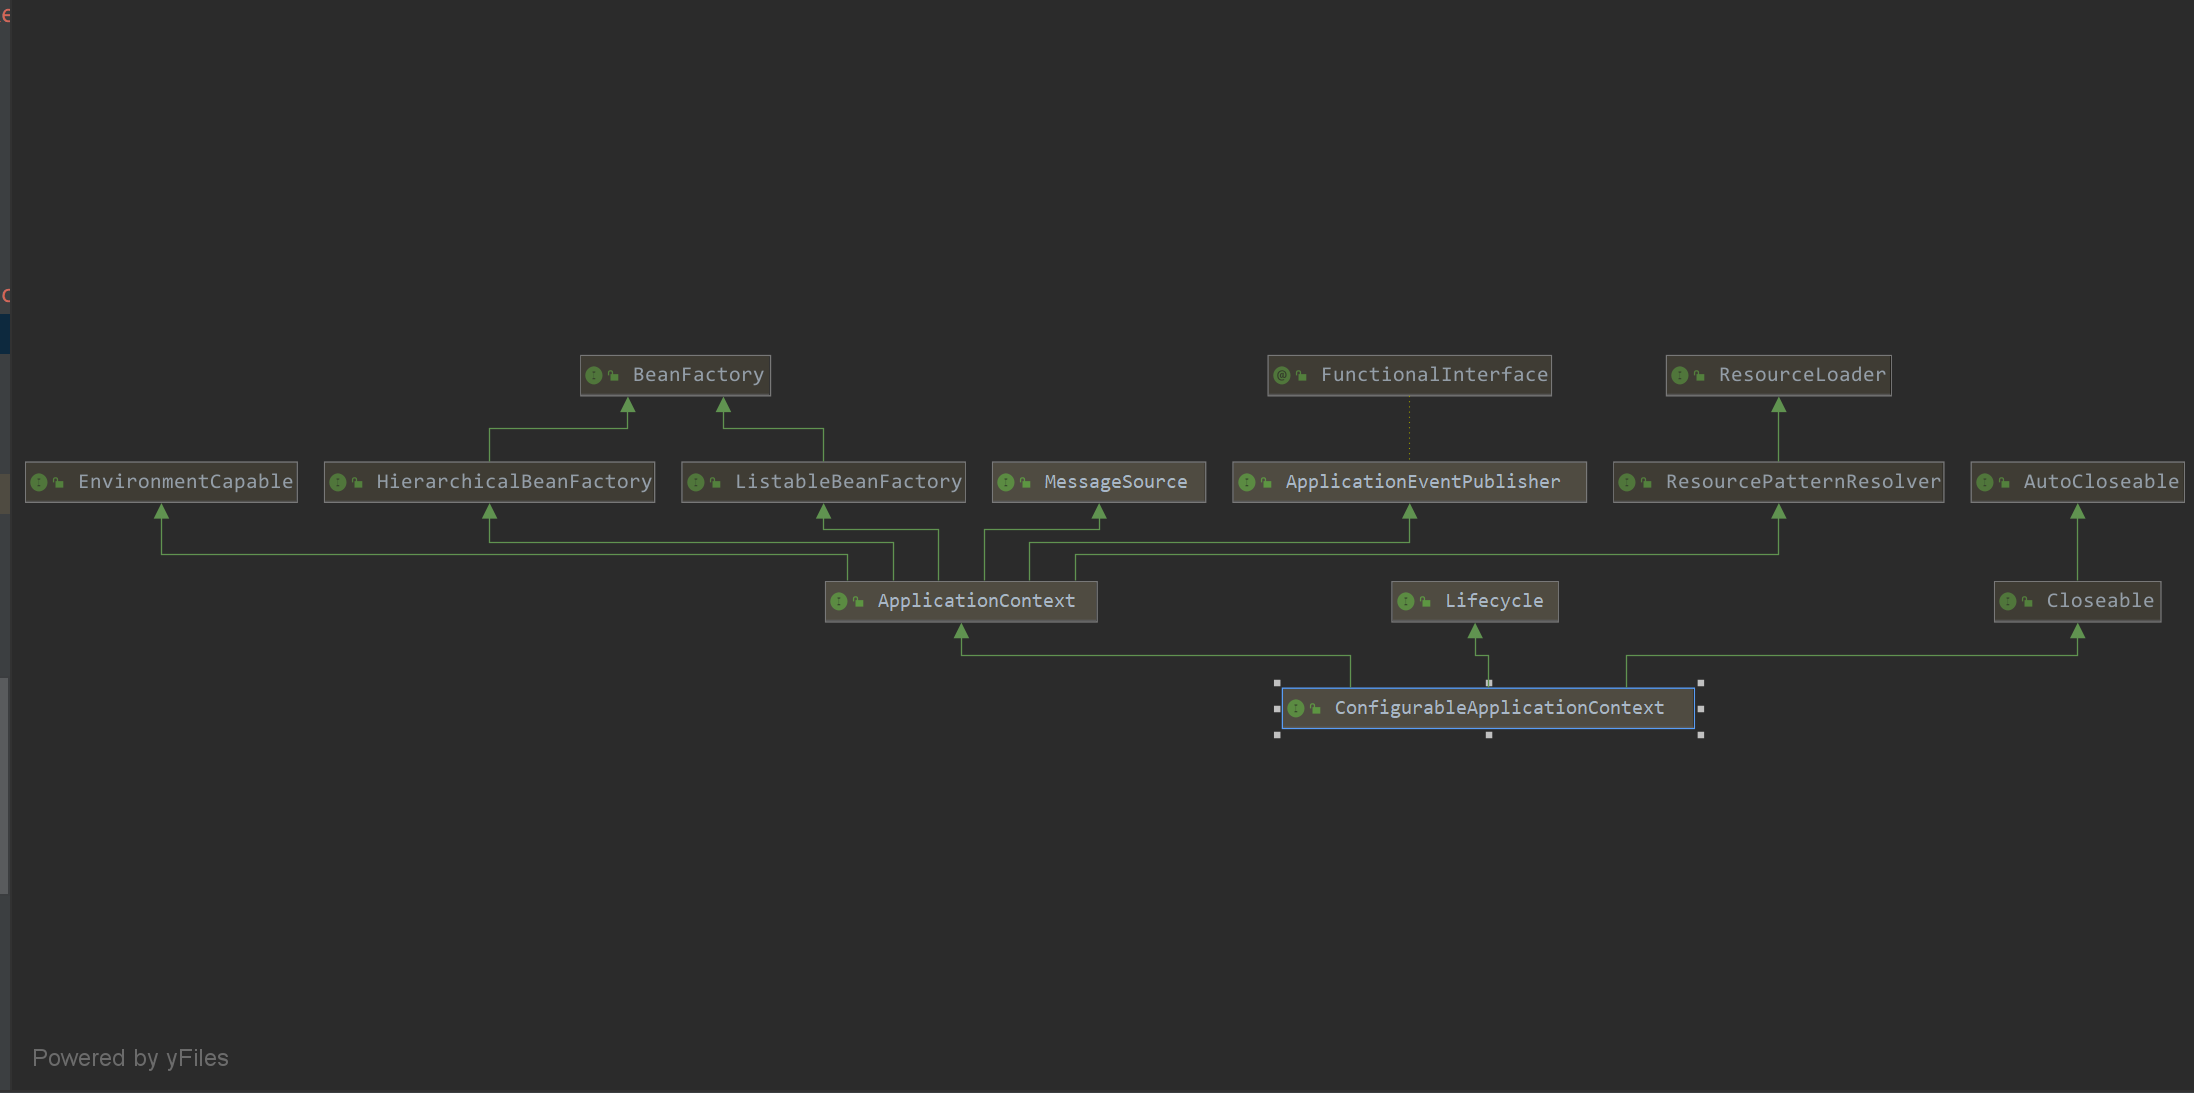 BeanFactory
FunctionalInterface
ResourceLoader
EnvironmentCapable
HierarchicalBeanFactory
ListableBeanFactory
MessageSource
ApplicationEventPublisher
ResourcePatternResolver
AutoCloseable
ApplicationContext
Lifecycle
Closeable
ConfigurableApplicationContext
Powered by yFiles